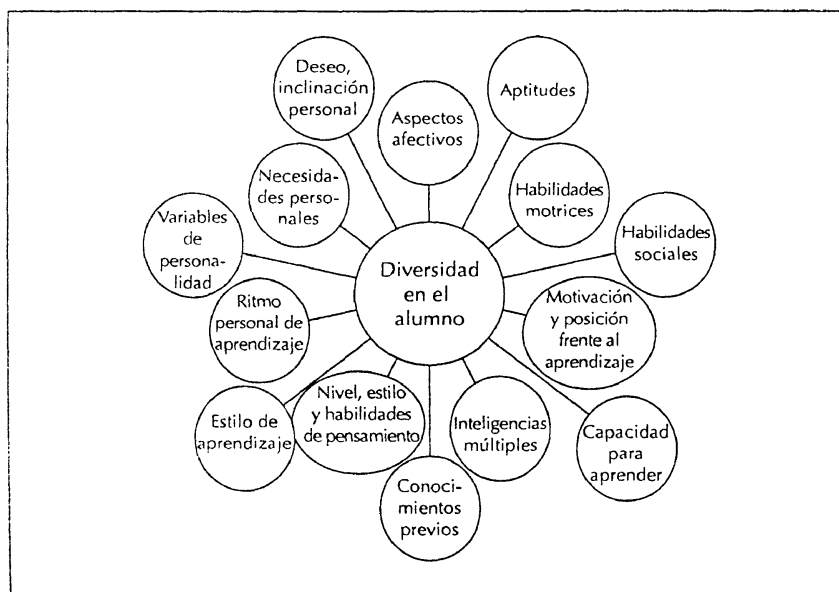 Deseo,
inclinación
personal
Aspectos
afectivos
Aptitudes
Necesida-
des perso-
nales
Habilidades
motrices
Variables
de
persona-
lidad
Habilidades
sociales
Diversidad
en el
alumno
Ritmo
personal de
aprendizaje
Motivación
y posición
frente al
aprendizaje
Estilo de
aprendizaje
Nivel, estilo
y habilidades
de pensamiento
Inteligencias
múltiples
Capacidad
para
aprender
Conoci-
mientos
previos